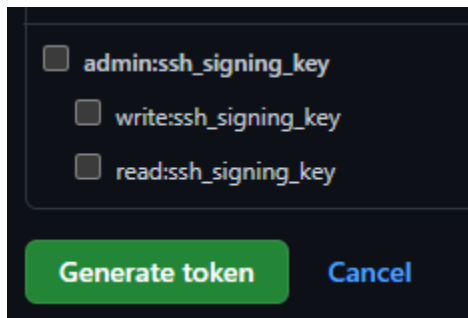 admin:ssh_signing_key
write:ssh_signing_key
read:ssh_signing_key
Generate token Cancel